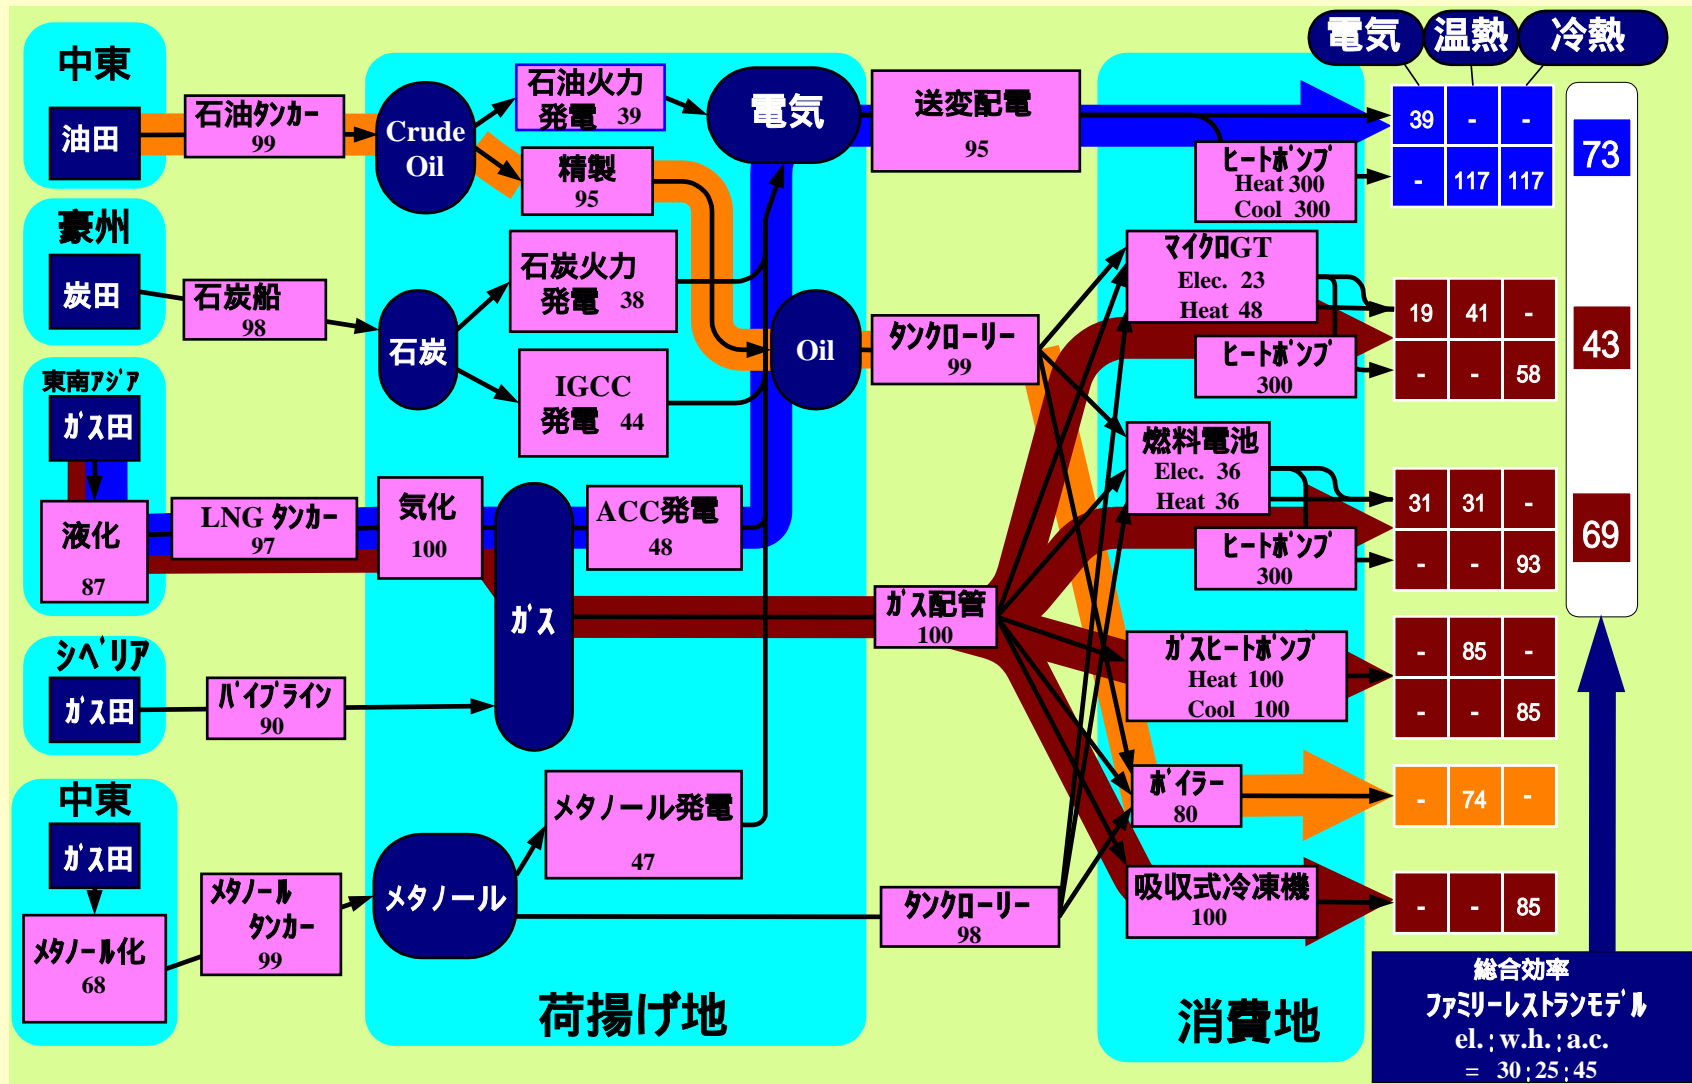 電気
温熱
冷熱
中東
油田
石油タンカー
99
Crude
Oil
石油火力
発電 39
精製
95
電気
送変配電
95
ヒートポンプ
Heat 300
Cool 300
39 - -
- 117 117
73
豪州
炭田
石炭船
98
石炭
石炭火力
発電 38
IGCC
発電 44
Oil
タンクローリー
99
マイクロGT
Elec. 23
Heat 48
ヒートポンプ
300
19 41 -
- - 58
43
東南アジア
ガス田
液化
87
LNG タンカー
97
気化
100
ガス
ACC発電
48
燃料電池
Elec. 36
Heat 36
ヒートポンプ
300
31 31 -
- - 93
69
シベリア
ガス田
パイプライン
90
ガス配管
100
ガスヒートポンプ
Heat 100
Cool 100
- 85 -
- - 85
中東
ガス田
メタノール化
68
メタノール
タンカー
99
メタノール
メタノール発電
47
タンクローリー
98
ボイラー
80
- 74 -
吸収式冷凍機
100
- - 85
荷揚げ地
消費地
総合効率
ファミリーレストランモデル
el. : w.h. : a.c.
= 30 : 25 : 45